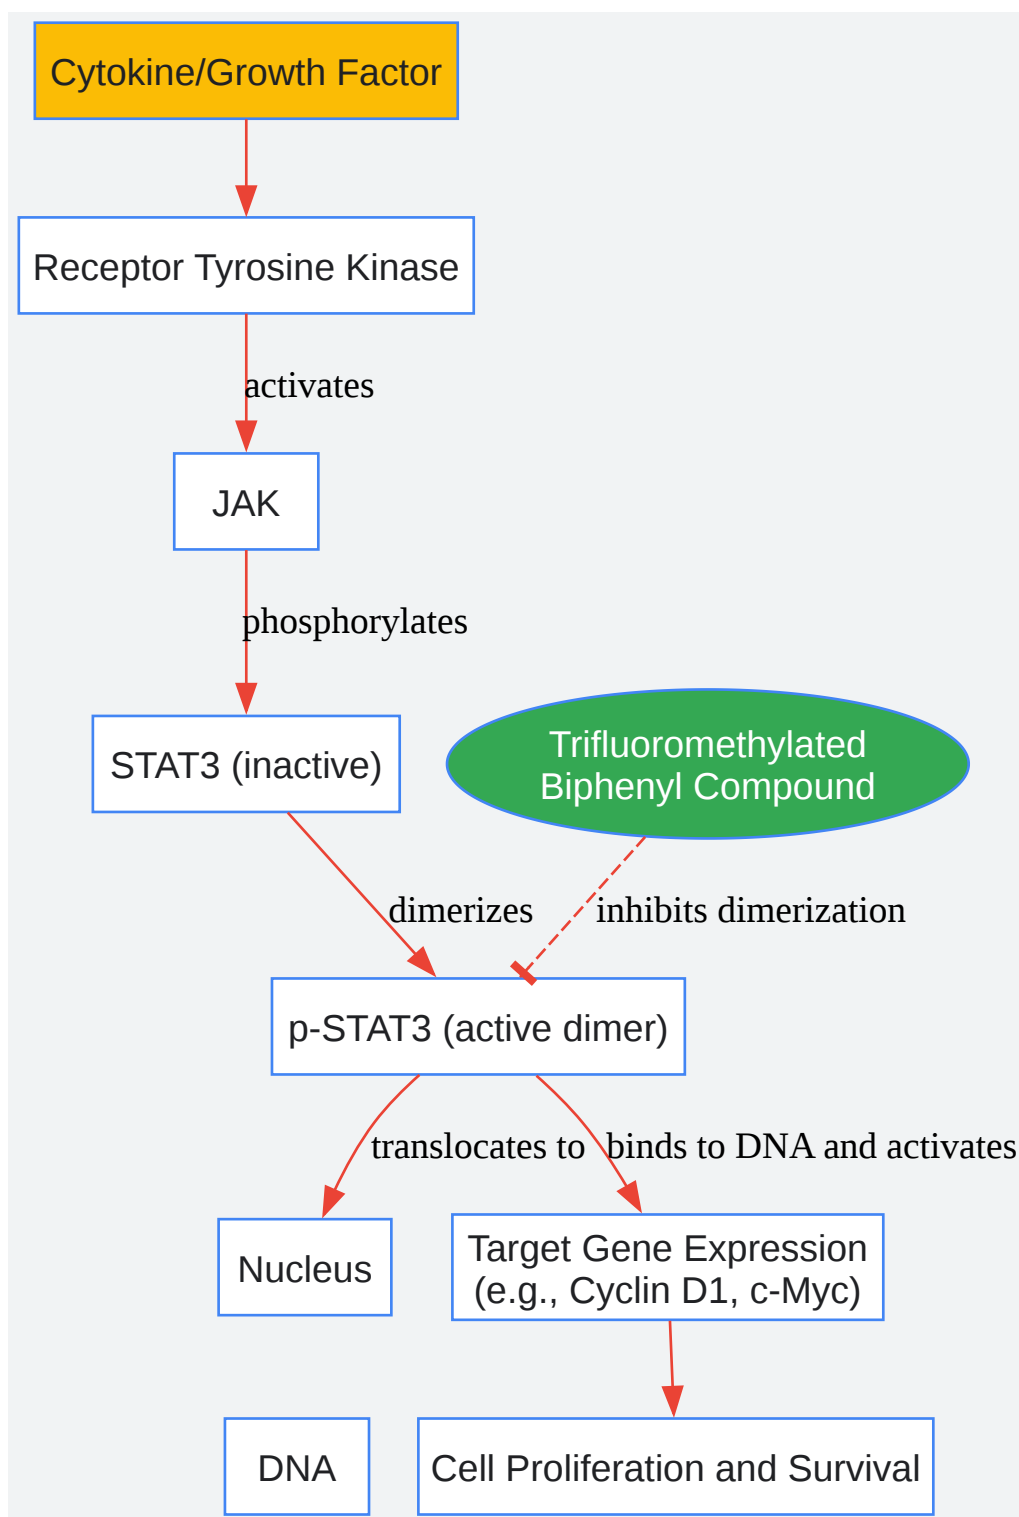 Cytokine/Growth Factor
Receptor Tyrosine Kinase
activates
JAK
phosphorylates
STAT3 (inactive)
Trifluoromethylated
Biphenyl Compound
dimerizes
inhibits dimerization
p-STAT3 (active dimer)
translocates to
binds to DNA and activates
Nucleus
Target Gene Expression
(e.g., Cyclin D1, c-Myc)
DNA
Cell Proliferation and Survival